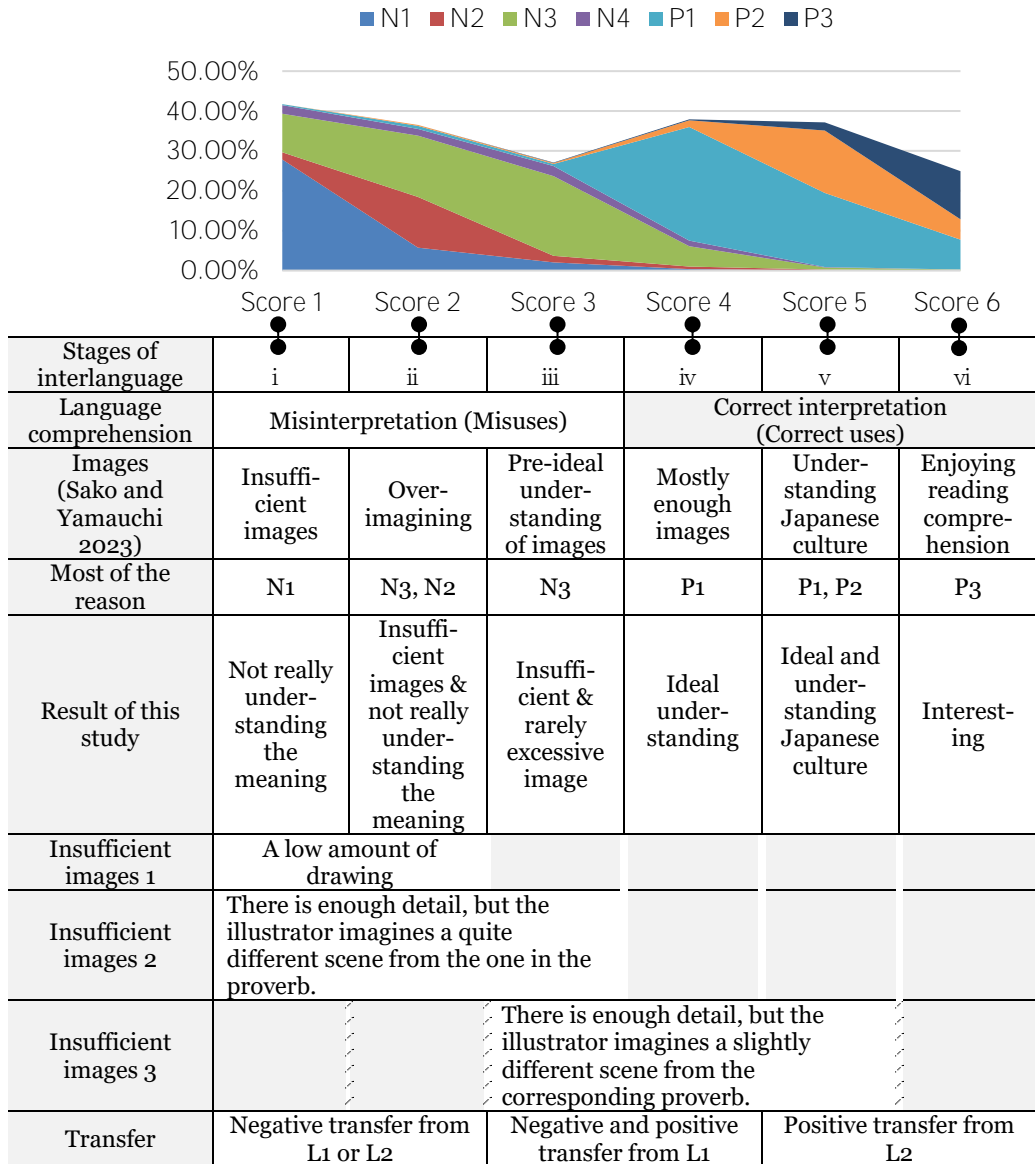 N1 N2 N3 N4 P1 P2 P3
50.00%
40.00%
30.00%
20.00%
10.00%
0.00%
Score 1 Score 2 Score 3 Score 4 Score 5 Score 6
Stages of
interlanguage
i ii iii iv v vi
Language
comprehension
Misinterpretation (Misuses)
Correct interpretation
(Correct uses)
Images
(Sako and
Yamauchi
2023)
Insuffi-
cient
images
Over-
imagining
Pre-ideal
under-
standing
of images
Mostly
enough
images
Under-
standing
Japanese
culture
Enjoying
reading
compre-
hension
Most of the
reason
N1
N3, N2
N3
P1
P1, P2
P3
Result of this
study
Not really
under-
standing
the
meaning
Insuffi-
cient
images &
not really
under-
standing
the
meaning
Insuffi-
cient &
rarely
excessive
image
Ideal
under-
standing
Ideal and
under-
standing
Japanese
culture
Interest-
ing
Insufficient
images 1
A low amount of
drawing
Insufficient
images 2
There is enough detail, but the
illustrator imagines a quite
different scene from the one in the
proverb.
Insufficient
images 3
There is enough detail, but the
illustrator imagines a slightly
different scene from the
corresponding proverb.
Transfer
Negative transfer from
L1 or L2
Negative and positive
transfer from L1
Positive transfer from
L2